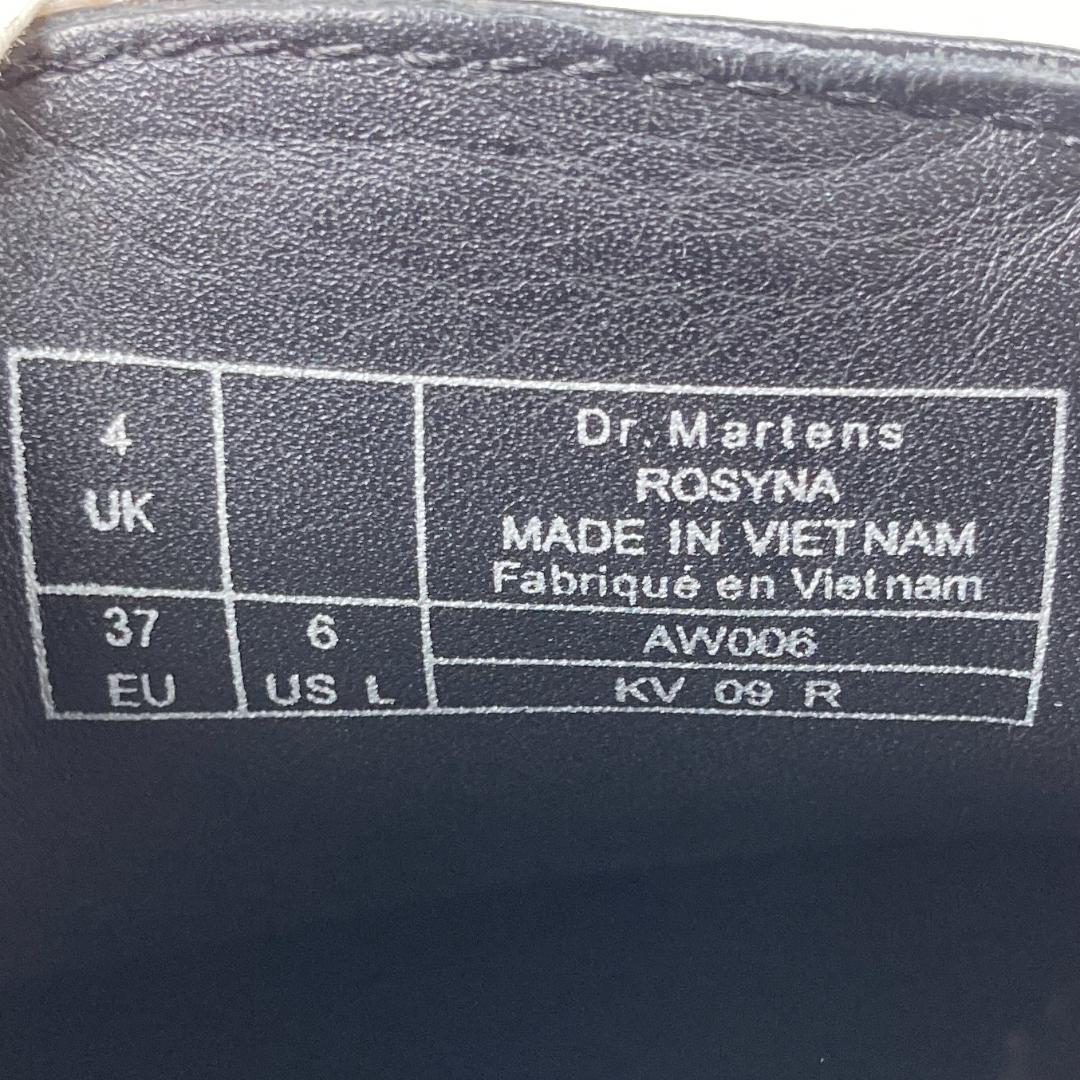 4
UK
Dr. Martens
ROSYNA
MADE IN VIETNAM
Fabriqué en Vietnam
37
EU
6
US L
AW006
KV 09 R